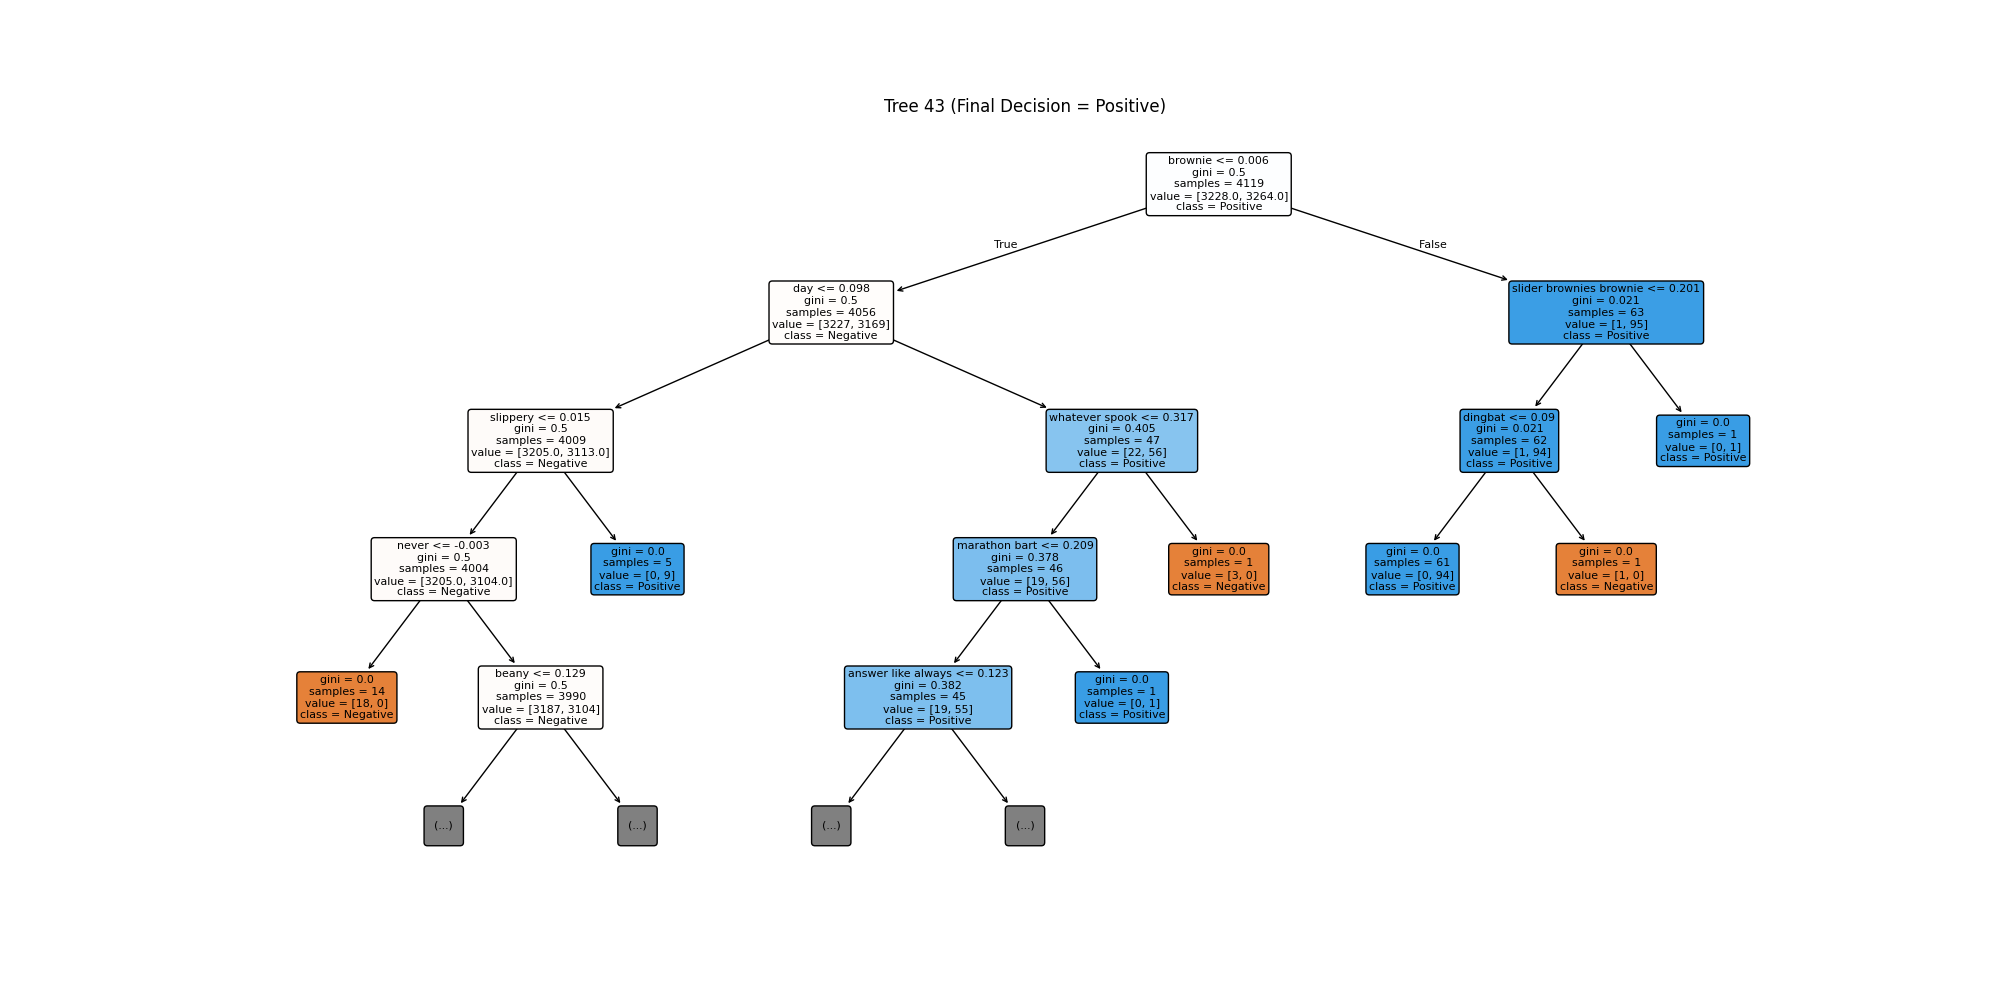 Tree 43 (Final Decision = Positive)
brownie <= 0.006
gini = 0.5
samples = 4119
value = [3228.0, 3264.0]
class = Positive
True
False
day <= 0.098
gini = 0.5
samples = 4056
value = [3227, 3169]
class = Negative
slider brownies brownie <= 0.201
gini = 0.021
samples = 63
value = [1, 95]
class = Positive
slippery <= 0.015
gini = 0.5
samples = 4009
value = [3205.0, 3113.0]
class = Negative
whatever spook <= 0.317
gini = 0.405
samples = 47
value = [22, 56]
class = Positive
dingbat <= 0.09
gini = 0.021
samples = 62
value = [1, 94]
class = Positive
gini = 0.0
samples = 1
value = [0, 1]
class = Positive
never <= -0.003
gini = 0.5
samples = 4004
value = [3205.0, 3104.0]
class = Negative
gini = 0.0
samples = 5
value = [0, 9]
class = Positive
marathon bart <= 0.209
gini = 0.378
samples = 46
value = [19, 56]
class = Positive
gini = 0.0
samples = 1
value = [3, 0]
class = Negative
gini = 0.0
samples = 61
value = [0, 94]
class = Positive
gini = 0.0
samples = 1
value = [1, 0]
class = Negative
gini = 0.0
samples = 14
value = [18, 0]
class = Negative
beany <= 0.129
gini = 0.5
samples = 3990
value = [3187, 3104]
class = Negative
answer like always <= 0.123
gini = 0.382
samples = 45
value = [19, 55]
class = Positive
gini = 0.0
samples = 1
value = [0, 1]
class = Positive
(...)
(...)
(...)
(...)